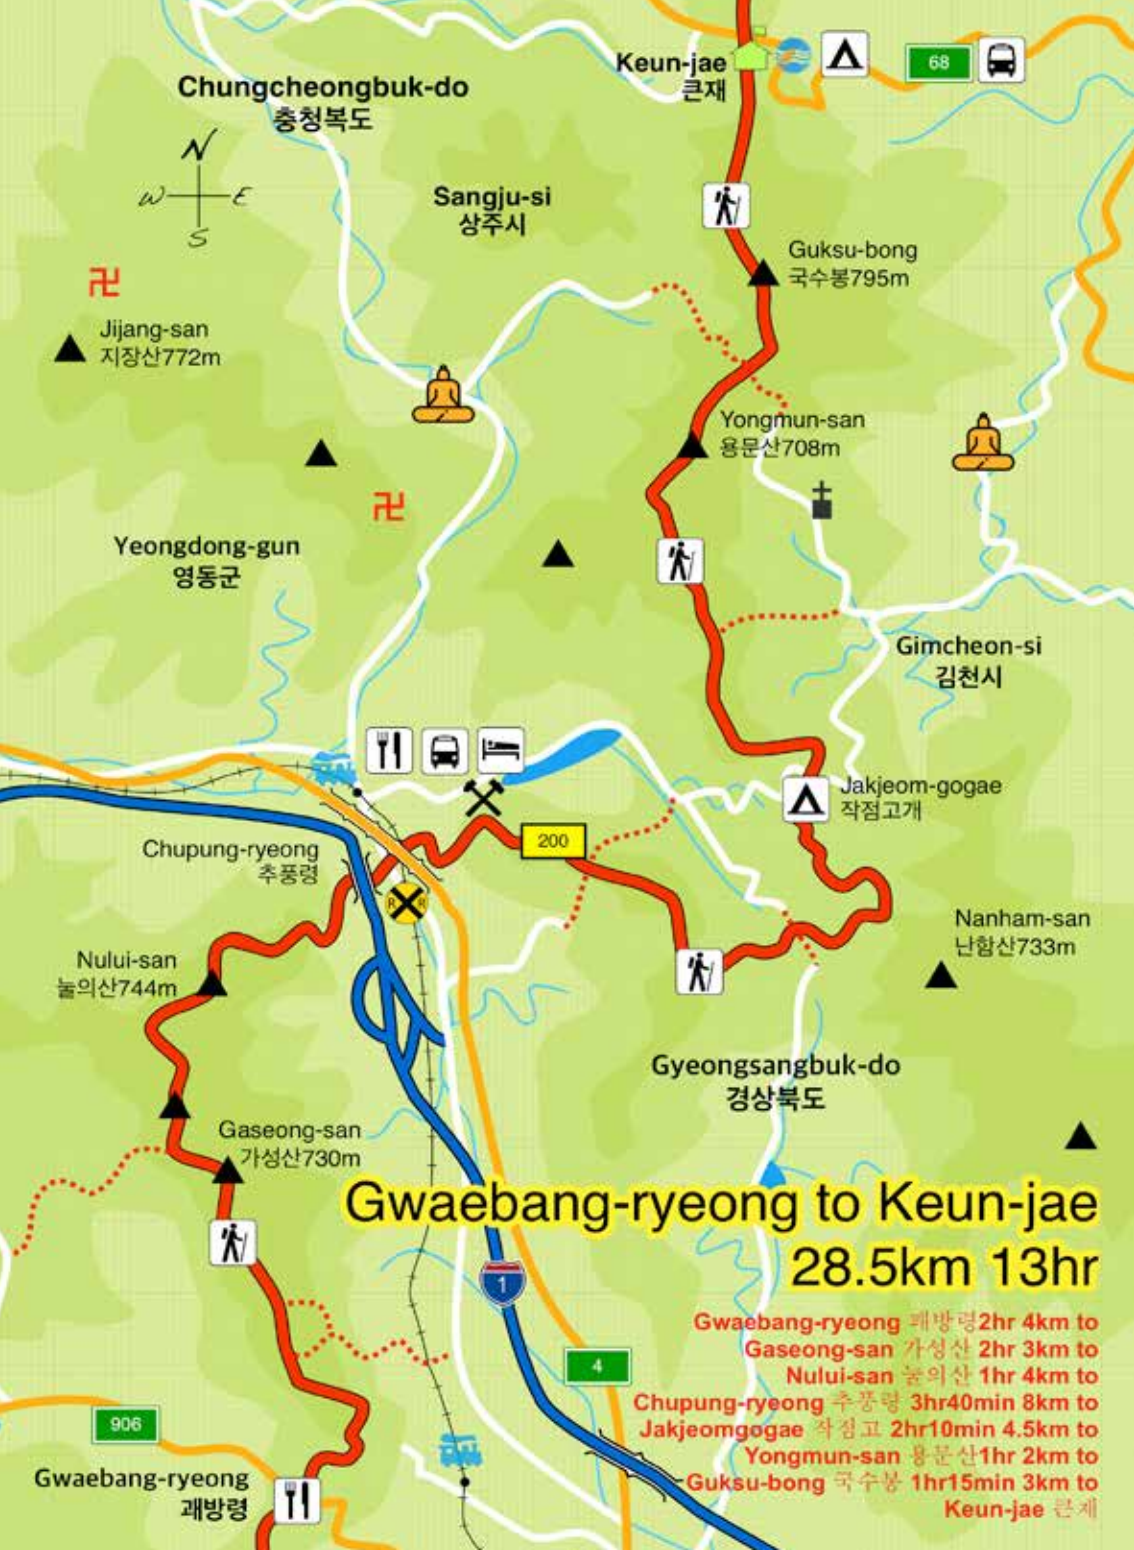 Keun-jae
큰재
68
Chungcheongbuk-do
충청북도
N
W E
S
Sangju-si
상주시
Guksu-bong
국수봉795m
Jijang-san
지장산772m
Yongmun-san
용문산708m
Yeongdong-gun
영동군
Gimcheon-si
김천시
Jakjeom-gogae
작점고개
Chupung-ryeong
추풍령
200
R R
Nului-san
눌의산744m
Nanham-san
난함산733m
Gyeongsangbuk-do
경상북도
Gaseong-san
가성산730m
Gwaebang-ryeong to Keun-jae
28.5km 13hr
1
Gwaebang-ryeong 괘방령2hr 4km to
Gaseong-san 가성산 2hr 3km to
Nului-san 눌의산 1hr 4km to
Chupung-ryeong 추풍령 3hr40min 8km to
Jakjeomgogae 작점고 2hr10min 4.5km to
Yongmun-san 용문산1hr 2km to
Guksu-bong 국수봉 1hr15min 3km to
Keun-jae 큰재
4
906
Gwaebang-ryeong
괘방령